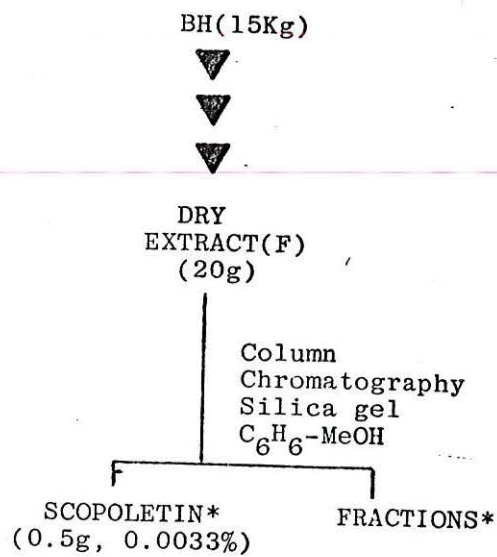 BH(15Kg)
DRY
EXTRACT(F)
(20g)
Column
Chromatography
Silica gel
C₆H₆-MeOH
SCOPOLETIN*
(0.5g, 0.0033%)
FRACTIONS*